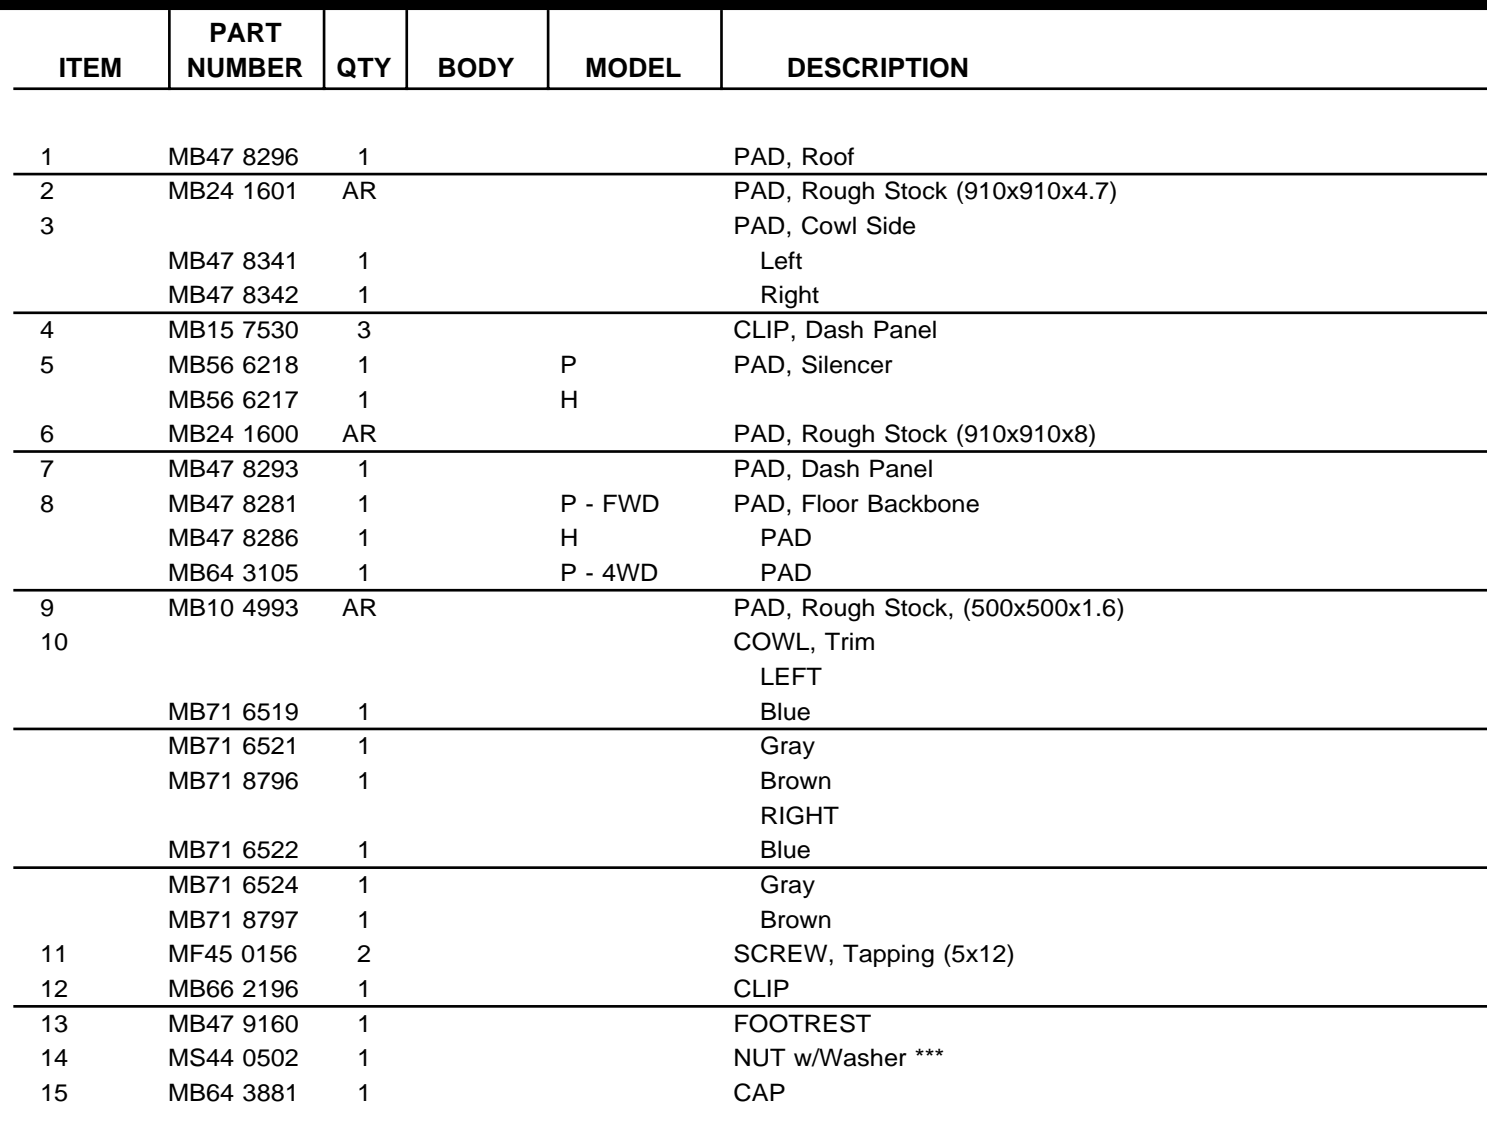 PART
ITEM NUMBER QTY BODY MODEL DESCRIPTION
1 MB47 8296 1 PAD, Roof
2 MB24 1601 AR PAD, Rough Stock (910x910x4.7)
3 PAD, Cowl Side
MB47 8341 1 Left
MB47 8342 1 Right
4 MB15 7530 3 CLIP, Dash Panel
5 MB56 6218 1 P PAD, Silencer
MB56 6217 1 H
6 MB24 1600 AR PAD, Rough Stock (910x910x8)
7 MB47 8293 1 PAD, Dash Panel
8 MB47 8281 1 P - FWD PAD, Floor Backbone
MB47 8286 1 H PAD
MB64 3105 1 P - 4WD PAD
9 MB10 4993 AR PAD, Rough Stock, (500x500x1.6)
10 COWL, Trim
LEFT
MB71 6519 1 Blue
MB71 6521 1 Gray
MB71 8796 1 Brown
RIGHT
MB71 6522 1 Blue
MB71 6524 1 Gray
MB71 8797 1 Brown
11 MF45 0156 2 SCREW, Tapping (5x12)
12 MB66 2196 1 CLIP
13 MB47 9160 1 FOOTREST
14 MS44 0502 1 NUT w/Washer ***
15 MB64 3881 1 CAP